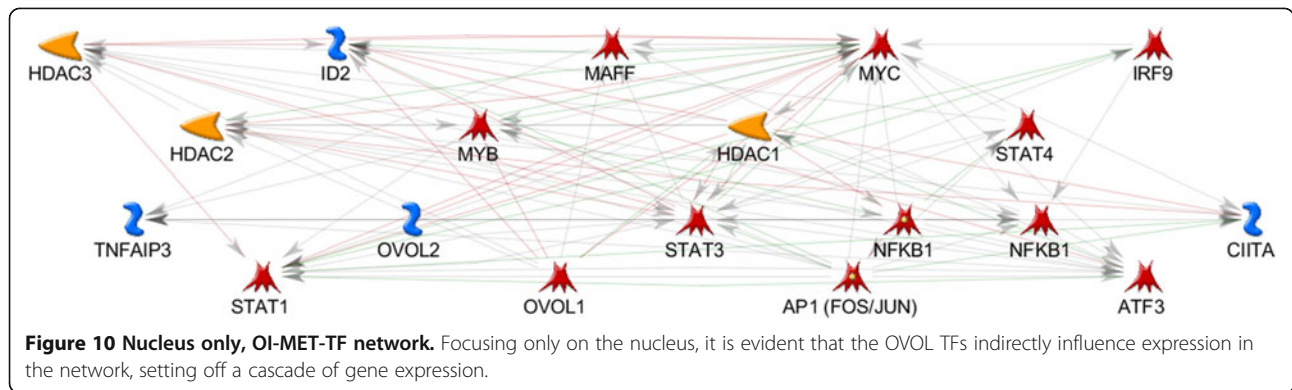 HDAC3 ID2 MAFF MYC IRF9
HDAC2 MYB HDAC1 STAT4
TNFAIP3 OVOL2 STAT3 NFKB1 NFKB1 CIITA
STAT1 OVOL1 AP1 (FOS/JUN) ATF3
Figure 10 Nucleus only, OI-MET-TF network. Focusing only on the nucleus, it is evident that the OVOL TFs indirectly influence expression in
the network, setting off a cascade of gene expression.